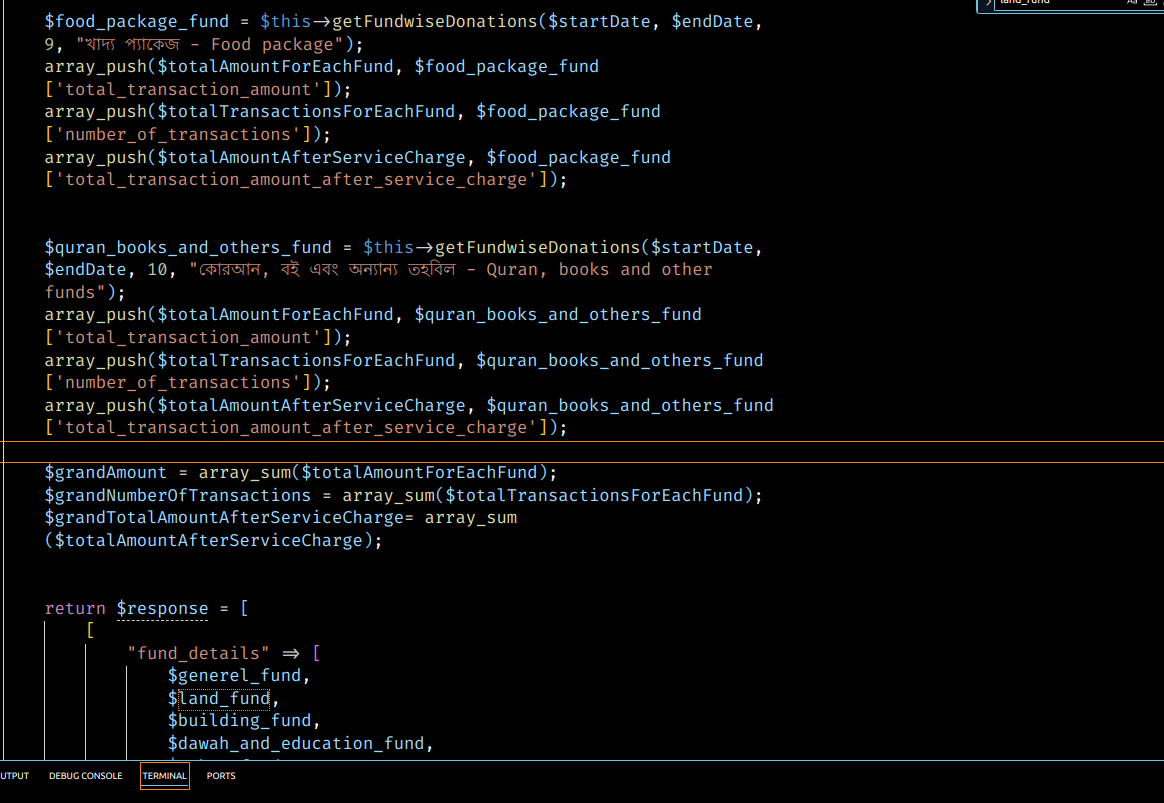 land_fund
$food_package_fund = $this->getFundwiseDonations($startDate, $endDate,
9, "খাদ্য প্যাকেজ - Food package");
array_push($totalAmountForEachFund, $food_package_fund
['total_transaction_amount']);
array_push($totalTransactionsForEachFund, $food_package_fund
['number_of_transactions']);
array_push($totalAmountAfterServiceCharge, $food_package_fund
['total_transaction_amount_after_service_charge']);
$quran_books_and_others_fund = $this->getFundwiseDonations($startDate,
$endDate, 10, "কোরআন, বই এবং অন্যান্য তহবিল - Quran, books and other
funds");
array_push($totalAmountForEachFund, $quran_books_and_others_fund
['total_transaction_amount']);
array_push($totalTransactionsForEachFund, $quran_books_and_others_fund
['number_of_transactions']);
array_push($totalAmountAfterServiceCharge, $quran_books_and_others_fund
['total_transaction_amount_after_service_charge']);
$grandAmount = array_sum($totalAmountForEachFund);
$grandNumberOfTransactions = array_sum($totalTransactionsForEachFund);
$grandTotalAmountAfterServiceCharge= array_sum
($totalAmountAfterServiceCharge);
return $response = [
[
"fund_details" => [
$generel_fund,
$land_fund,
$building_fund,
$dawah_and_education_fund,
UTPUT DEBUG CONSOLE TERMINAL PORTS